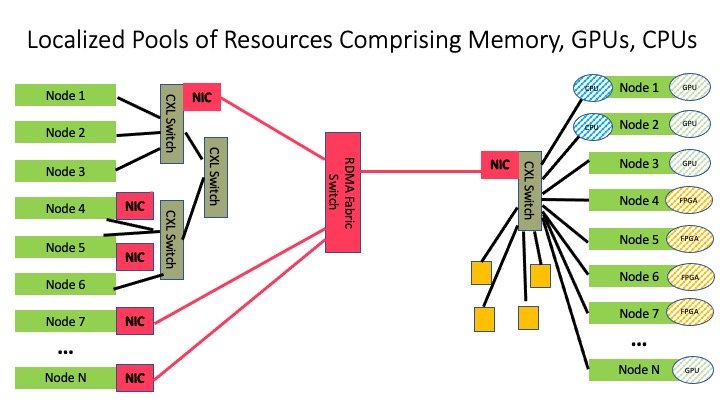 Localized Pools of Resources Comprising Memory, GPUs, CPUs
Node 1
Node 2
Node 3
Node 4
Node 5
Node 6
Node 7
...
Node N
NIC
NIC
NIC
NIC
NIC
CXL Switch
CXL Switch
CXL Switch
RDMA Fabric
Switch
NIC
CXL Switch
CPU
Node 1
GPU
CPU
Node 2
GPU
Node 3
GPU
Node 4
FPGA
Node 5
FPGA
Node 6
FPGA
Node 7
FPGA
...
Node N
GPU